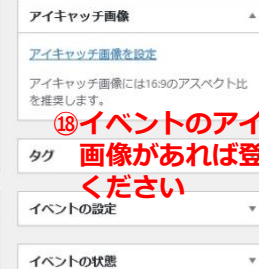 アイキャッチ画像
アイキャッチ画像を設定
アイキャッチ画像には16:9のアスペクト比
を推奨します。
⑱イベントのアイ
画像があれば登
ください
タグ
イベントの設定
イベントの状態